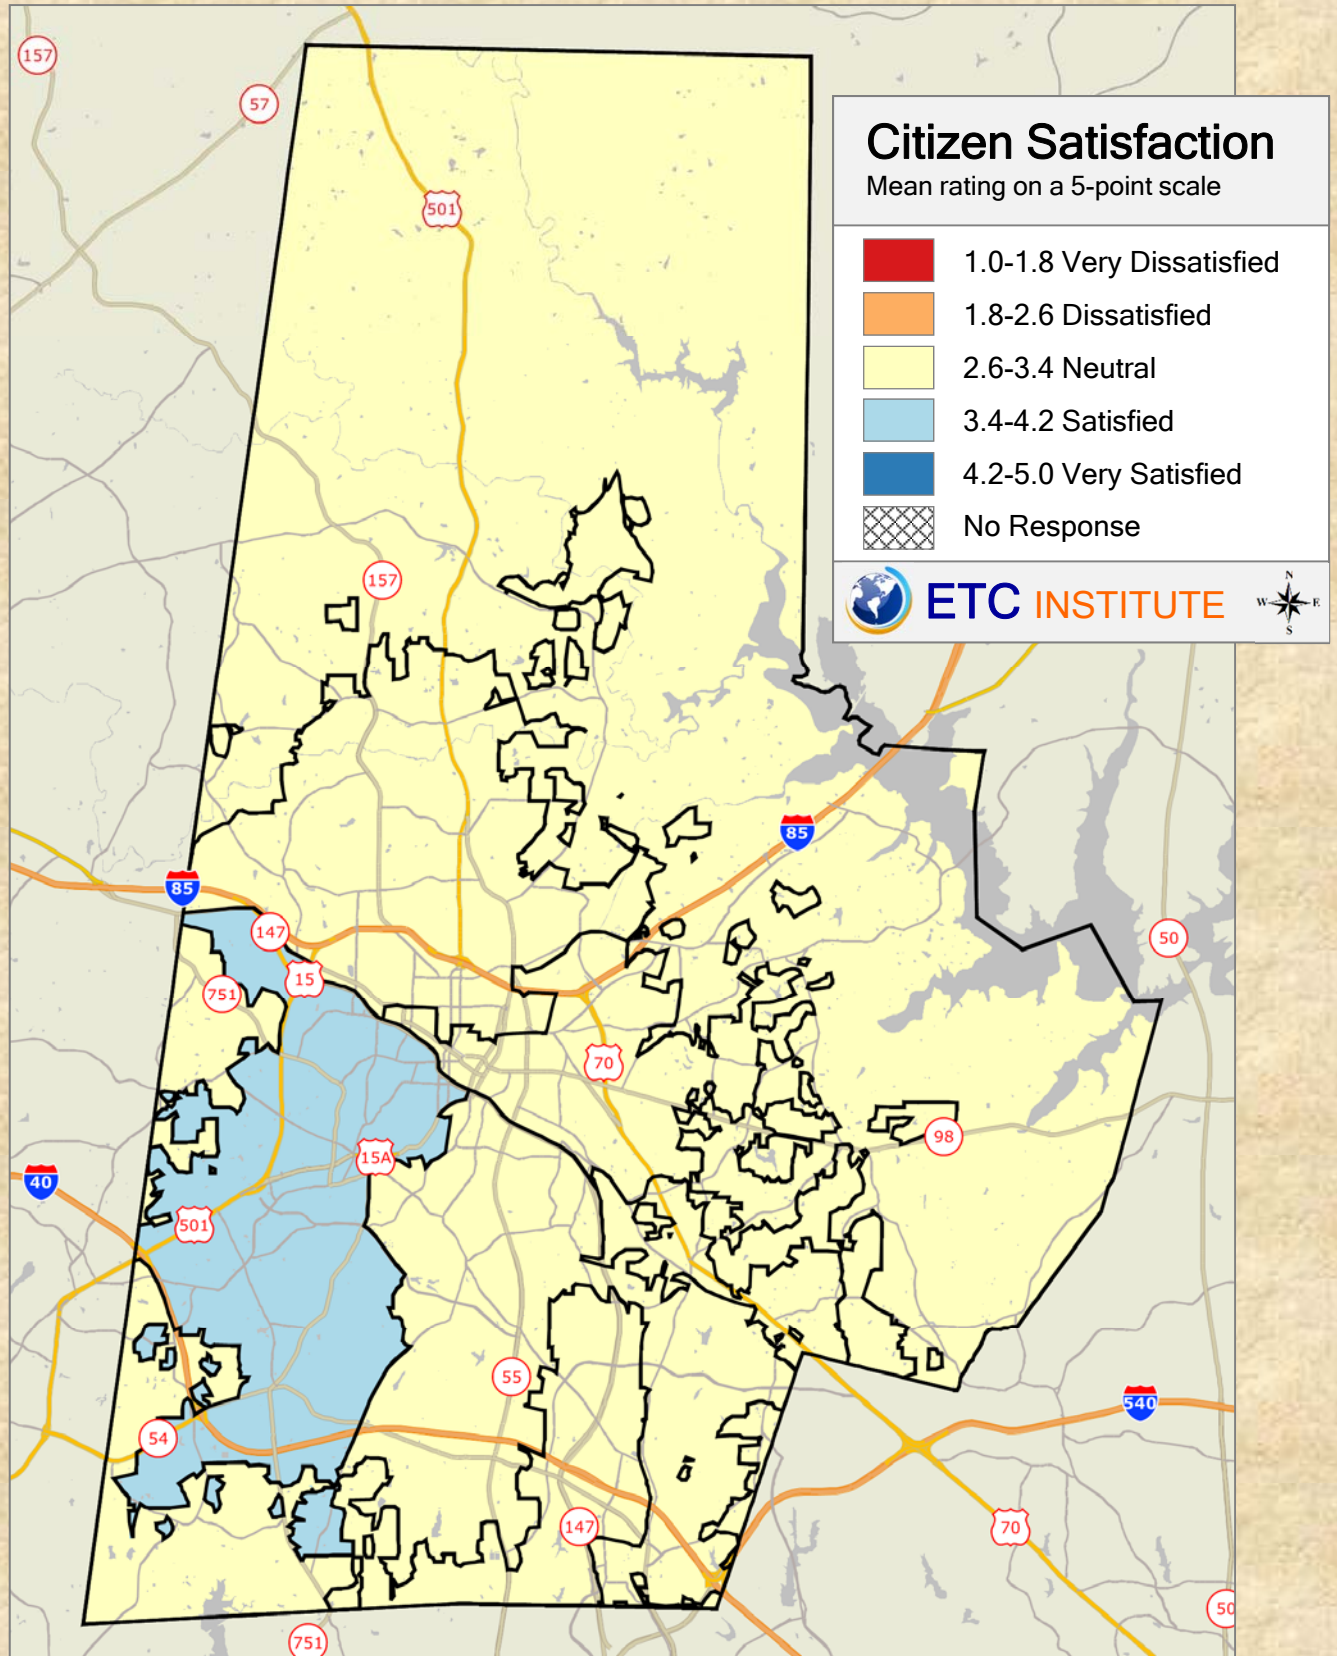 157
57
501
Citizen Satisfaction
Mean rating on a 5-point scale
1.0-1.8 Very Dissatisfied
1.8-2.6 Dissatisfied
2.6-3.4 Neutral
3.4-4.2 Satisfied
4.2-5.0 Very Satisfied
No Response
ETC INSTITUTE
N
W E
S
157
85
85
147
50
15
751
70
98
15A
40
501
55
540
54
147
70
50
751